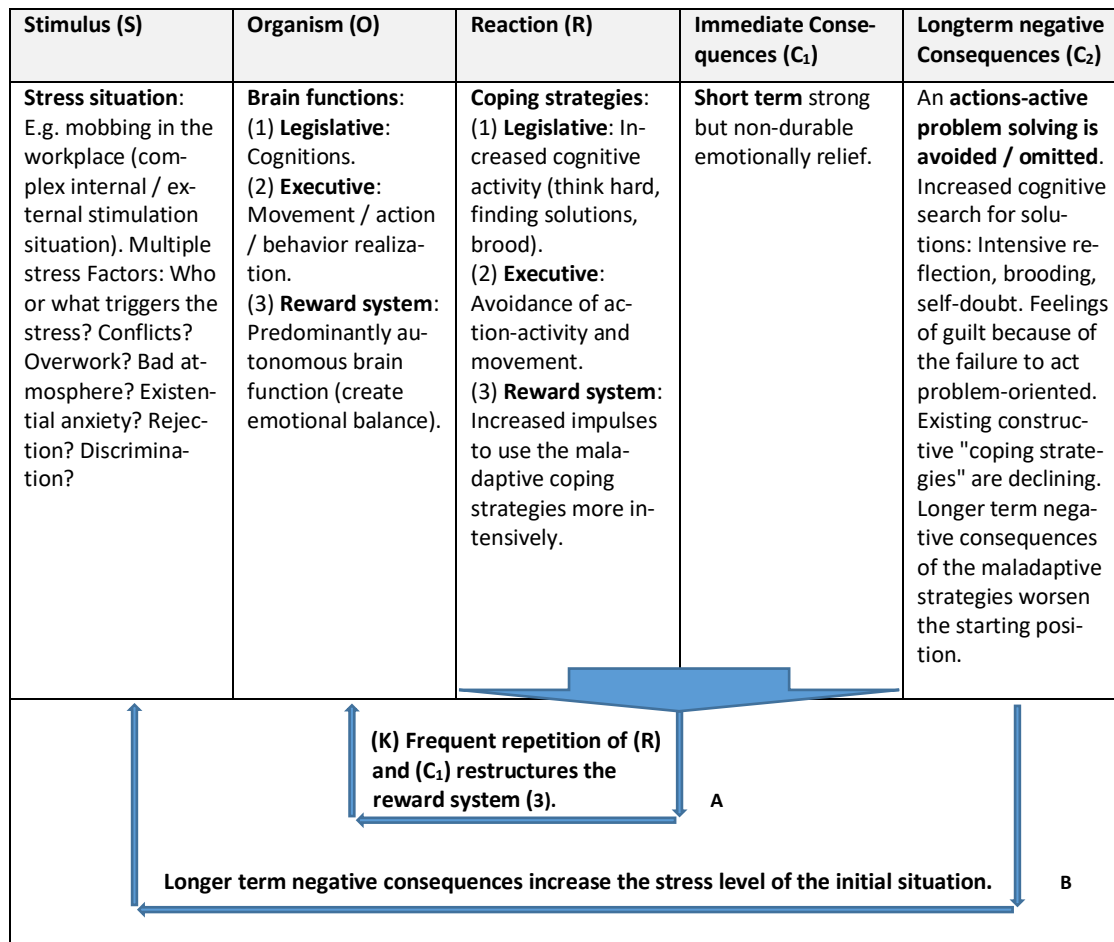 Stimulus (S)
Organism (O)
Reaction (R)
Immediate Conse-
quences (C₁)
Longterm negative
Consequences (C₂)
Stress situation:
E.g. mobbing in the
workplace (com-
plex internal / ex-
ternal stimulation
situation). Multiple
stress Factors: Who
or what triggers the
stress? Conflicts?
Overwork? Bad at-
mosphere? Existen-
tial anxiety? Rejec-
tion? Discrimina-
tion?
Brain functions:
(1) Legislative:
Cognitions.
(2) Executive:
Movement / action
/ behavior realiza-
tion.
(3) Reward system:
Predominantly au-
tonomous brain
function (create
emotional balance).
Coping strategies:
(1) Legislative: In-
creased cognitive
activity (think hard,
finding solutions,
brood).
(2) Executive:
Avoidance of ac-
tion-activity and
movement.
(3) Reward system:
Increased impulses
to use the mala-
daptive coping
strategies more in-
tensively.
Short term strong
but non-durable
emotionally relief.
An actions-active
problem solving is
avoided / omitted.
Increased cognitive
search for solu-
tions: Intensive re-
flection, brooding,
self-doubt. Feelings
of guilt because of
the failure to act
problem-oriented.
Existing construc-
tive "coping strate-
gies" are declining.
Longer term nega-
tive consequences
of the maladaptive
strategies worsen
the starting posi-
tion.
(K) Frequent repetition of (R)
and (C₁) restructures the
reward system (3).
A
Longer term negative consequences increase the stress level of the initial situation.
B